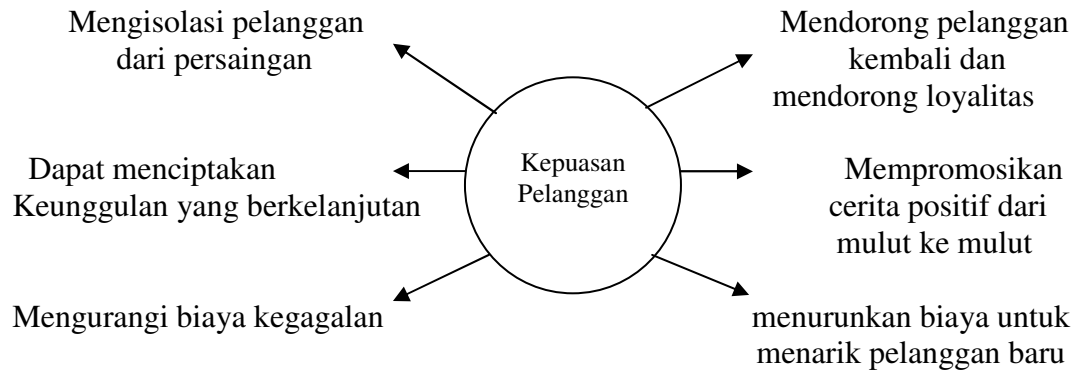 Mengisolasi pelanggan
dari persaingan
Mendorong pelanggan
kembali dan
mendorong loyalitas
Dapat menciptakan
Keunggulan yang berkelanjutan
Kepuasan
Pelanggan
Mempromosikan
cerita positif dari
mulut ke mulut
Mengurangi biaya kegagalan
menurunkan biaya untuk
menarik pelanggan baru